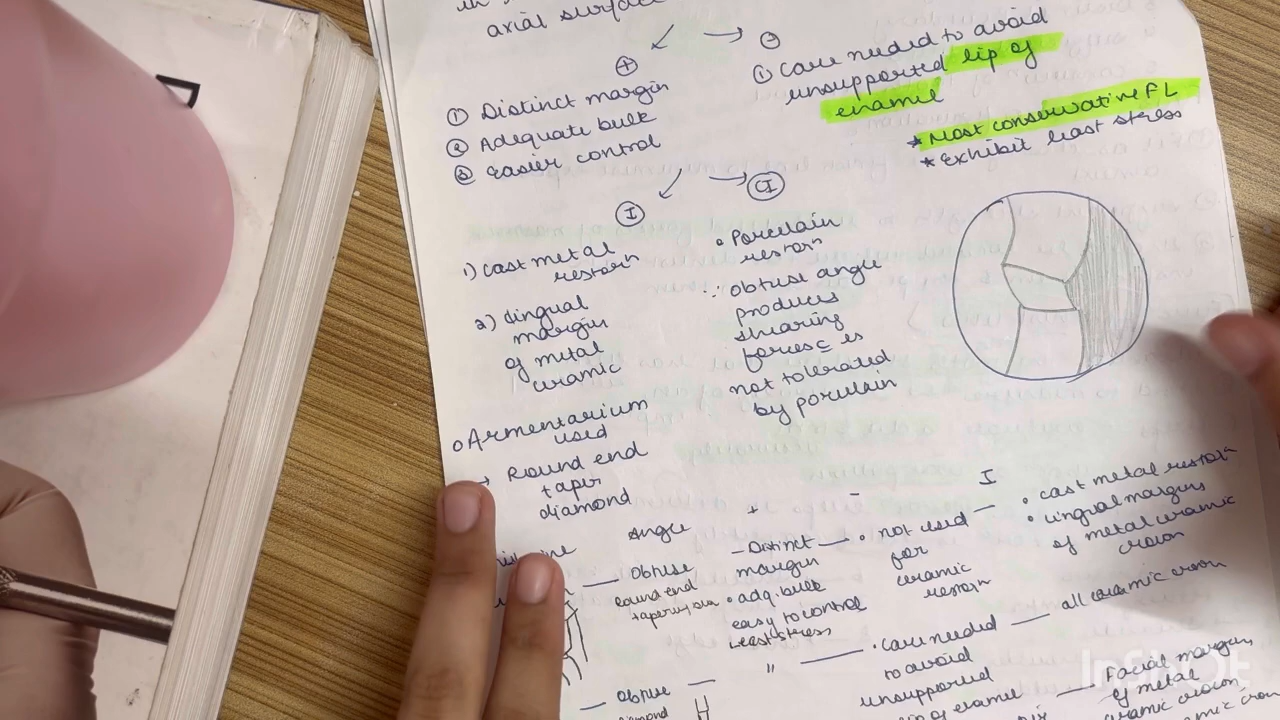 axial surface
⊕
① Distinct margin
② Adequate bulk
③ easier control
⊖
① care needed to avoid
unsupported lip of
enamel
* Most conservative FL
* Exhibit least stress
I
1) cast metal
restorn
2) lingual
margin
of metal
ceramic
CI
• Porcelain
restorn
∴ obtuse angle
produces
shearing
forces c̄ is
not tolerated
by porcelain
o Armentarium
used
→ Round end
taper
diamond
Angle
+
-
I
obtuse
round end
- Distinct
margin
• adq. bulk
easy to control
Least stress
• not used
for
ceramic
restorn
• cast metal restorn
• lingual margins
of metal ceramic
crown
obtuse
diamond
"
• care needed
to avoid
unsupported
lip of enamel
all ceramic crown
facial margin
of metal
ceramic crown
InShOT